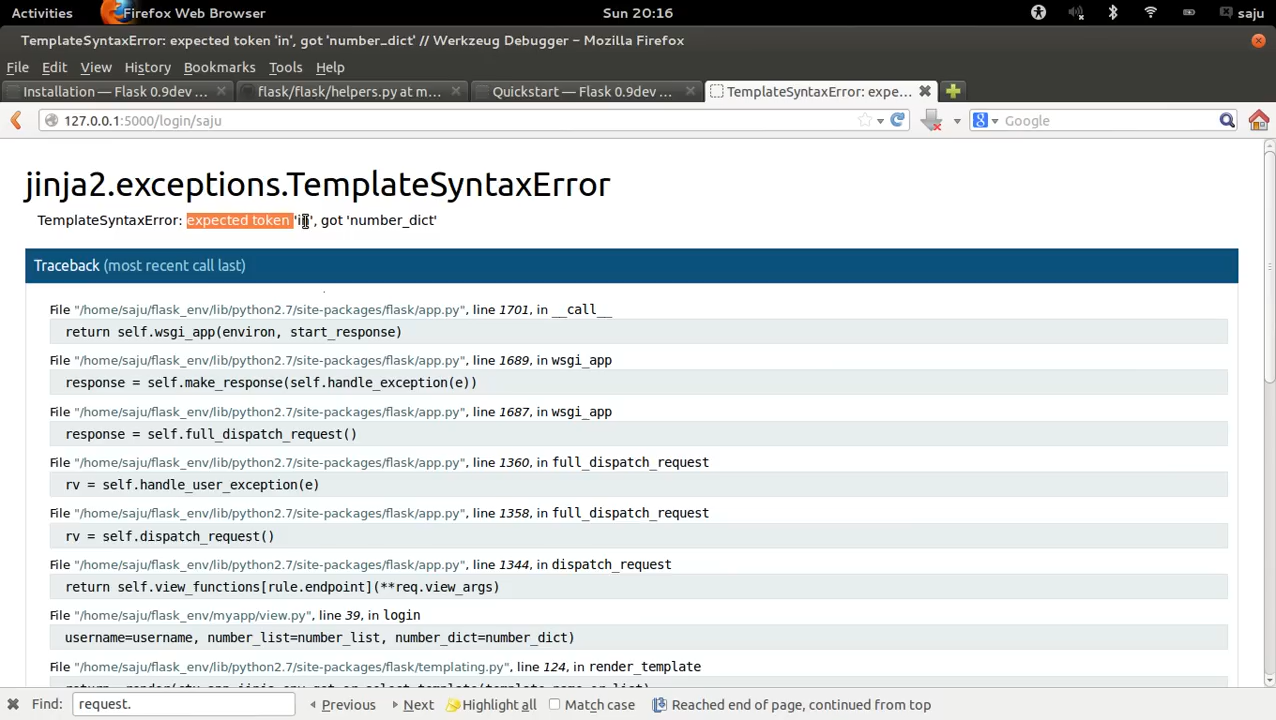 Activities Firefox Web Browser Sun 20:16 saju
TemplateSyntaxError: expected token 'in', got 'number_dict' // Werkzeug Debugger - Mozilla Firefox
File Edit View History Bookmarks Tools Help
Installation — Flask 0.9dev ... flask/flask/helpers.py at m... Quickstart — Flask 0.9dev ... TemplateSyntaxError: expe...
127.0.0.1:5000/login/saju Google
jinja2.exceptions.TemplateSyntaxError
TemplateSyntaxError: expected token 'in', got 'number_dict'
Traceback (most recent call last)
File "/home/saju/flask_env/lib/python2.7/site-packages/flask/app.py", line 1701, in __call__
return self.wsgi_app(environ, start_response)
File "/home/saju/flask_env/lib/python2.7/site-packages/flask/app.py", line 1689, in wsgi_app
response = self.make_response(self.handle_exception(e))
File "/home/saju/flask_env/lib/python2.7/site-packages/flask/app.py", line 1687, in wsgi_app
response = self.full_dispatch_request()
File "/home/saju/flask_env/lib/python2.7/site-packages/flask/app.py", line 1360, in full_dispatch_request
rv = self.handle_user_exception(e)
File "/home/saju/flask_env/lib/python2.7/site-packages/flask/app.py", line 1358, in full_dispatch_request
rv = self.dispatch_request()
File "/home/saju/flask_env/lib/python2.7/site-packages/flask/app.py", line 1344, in dispatch_request
return self.view_functions[rule.endpoint](**req.view_args)
File "/home/saju/flask_env/myapp/view.py", line 39, in login
username=username, number_list=number_list, number_dict=number_dict)
File "/home/saju/flask_env/lib/python2.7/site-packages/flask/templating.py", line 124, in render_template
Find: request. Previous Next Highlight all Match case Reached end of page, continued from top